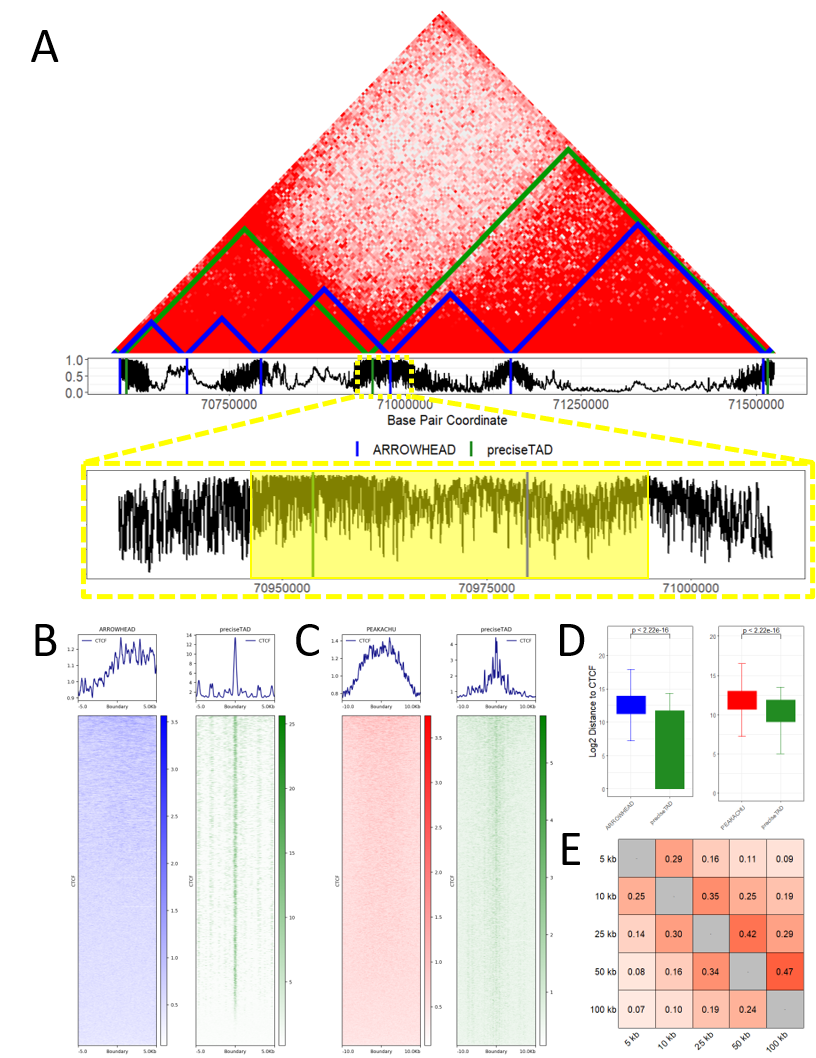 A
1.0
0.5
0.0
70750000 71000000 71250000 71500000
Base Pair Coordinate
ARROWHEAD preciseTAD
70950000 70975000 71000000
B
ARROWHEAD
CTCF
1.2
1.1
1.0
0.9
-5.0 Boundary 5.0Kb
3.5
3.0
2.5
2.0
1.5
1.0
0.5
CTCF
-5.0 Boundary 5.0Kb
preciseTAD
CTCF
14
12
10
8
6
4
2
-5.0 Boundary 5.0Kb
25
20
15
10
5
-5.0 Boundary 5.0Kb
C
PEAKACHU
CTCF
1.4
1.2
1.0
0.8
-10.0 Boundary 10.0Kb
3.5
3.0
2.5
2.0
1.5
1.0
0.5
CTCF
-10.0 Boundary 10.0Kb
preciseTAD
CTCF
4
3
2
1
-10.0 Boundary 10.0Kb
5
4
3
2
1
CTCF
-10.0 Boundary 10.0Kb
D
Log2 Distance to CTCF
p < 2.22e-16
20
15
10
5
0
ARROWHEAD preciseTAD
p < 2.22e-16
20
15
10
5
0
PEAKACHU preciseTAD
E
5 kb - 0.29 0.16 0.11 0.09
10 kb 0.25 - 0.35 0.25 0.19
25 kb 0.14 0.30 - 0.42 0.29
50 kb 0.08 0.16 0.34 - 0.47
100 kb 0.07 0.10 0.19 0.24 -
5 kb 10 kb 25 kb 50 kb 100 kb